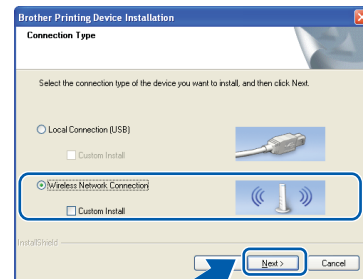 Brother Printing Device Installation
Connection Type
Select the connection type of the device you want to install, and then click Next.
Local Connection (USB)
Custom Install
Wireless Network Connection
Custom Install
InstallShield
Next >
Cancel